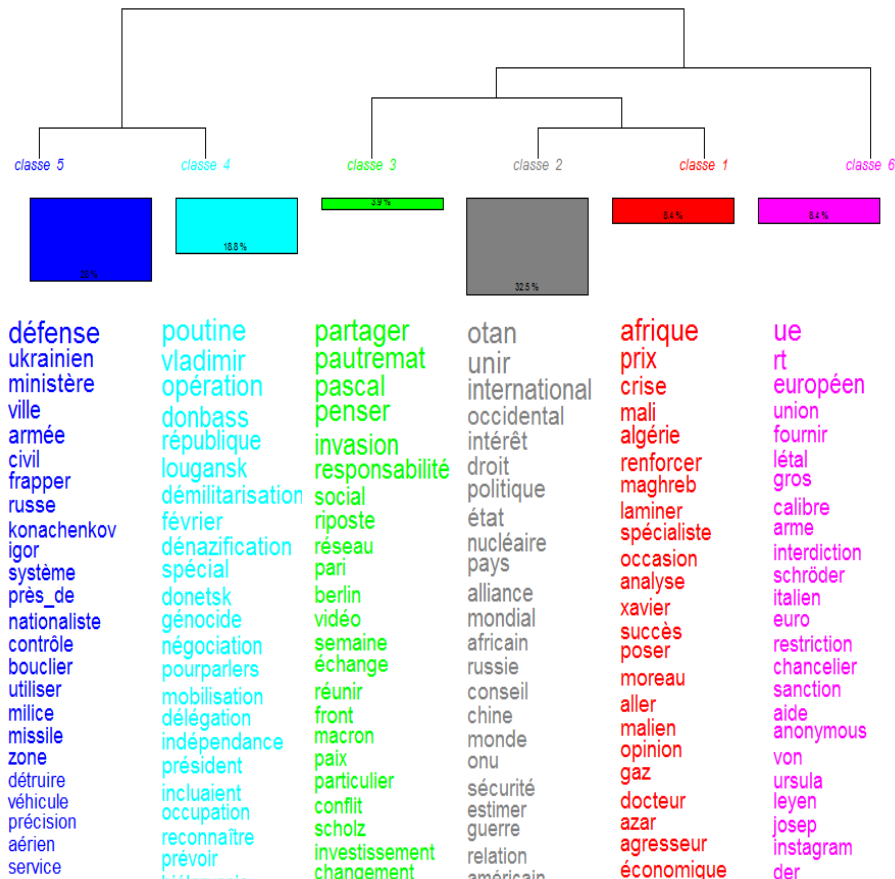 classe 5
classe 4
classe 3
classe 2
classe 1
classe 6
28 %
18.8 %
3.9 %
32.5 %
8.4 %
8.4 %
défense
ukrainien
ministère
ville
armée
civil
frapper
russe
konachenkov
igor
système
près_de
nationaliste
contrôle
bouclier
utiliser
milice
missile
zone
détruire
véhicule
précision
aérien
service
poutine
vladimir
opération
donbass
république
lougansk
démilitarisation
février
dénazification
spécial
donetsk
génocide
négociation
pourparlers
mobilisation
délégation
indépendance
président
incluaient
occupation
reconnaître
prévoir
partager
pautremat
pascal
penser
invasion
responsabilité
social
riposte
réseau
pari
berlin
vidéo
semaine
échange
réunir
front
macron
paix
particulier
conflit
scholz
investissement
changement
otan
unir
international
occidental
intérêt
droit
politique
état
nucléaire
pays
alliance
mondial
africain
russie
conseil
chine
monde
onu
sécurité
estimer
guerre
relation
américain
afrique
prix
crise
mali
algérie
renforcer
maghreb
laminer
spécialiste
occasion
analyse
xavier
succès
poser
moreau
aller
malien
opinion
gaz
docteur
azar
agresseur
économique
ue
rt
européen
union
fournir
létal
gros
calibre
arme
interdiction
schröder
italien
euro
restriction
chancelier
sanction
aide
anonymous
von
ursula
leyen
josep
instagram
der